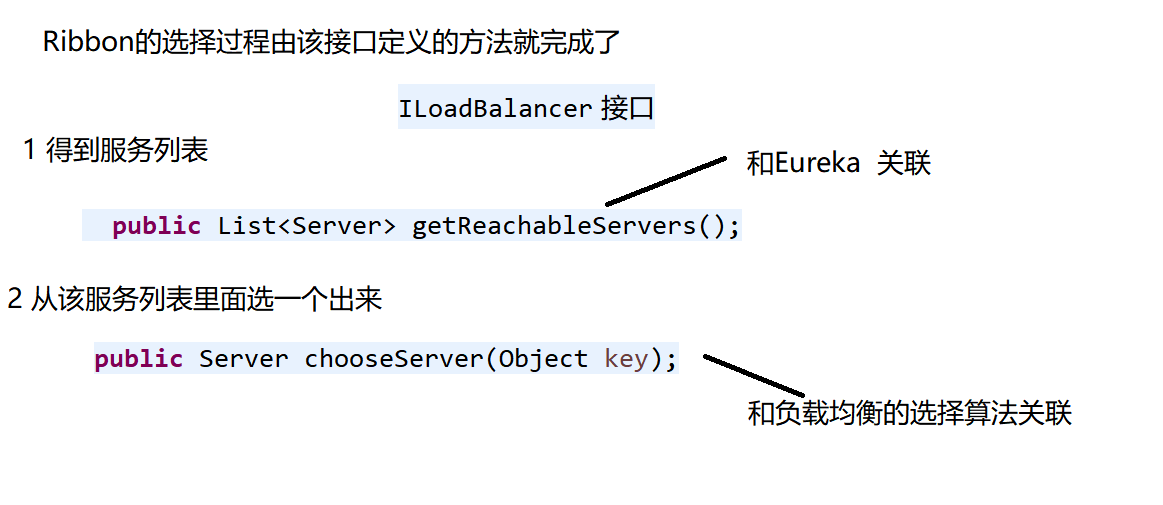 Ribbon的选择过程由该接口定义的方法就完成了
ILoadBalancer 接口
1 得到服务列表
和Eureka 关联
public List<Server> getReachableServers();
2 从该服务列表里面选一个出来
public Server chooseServer(Object key);
和负载均衡的选择算法关联